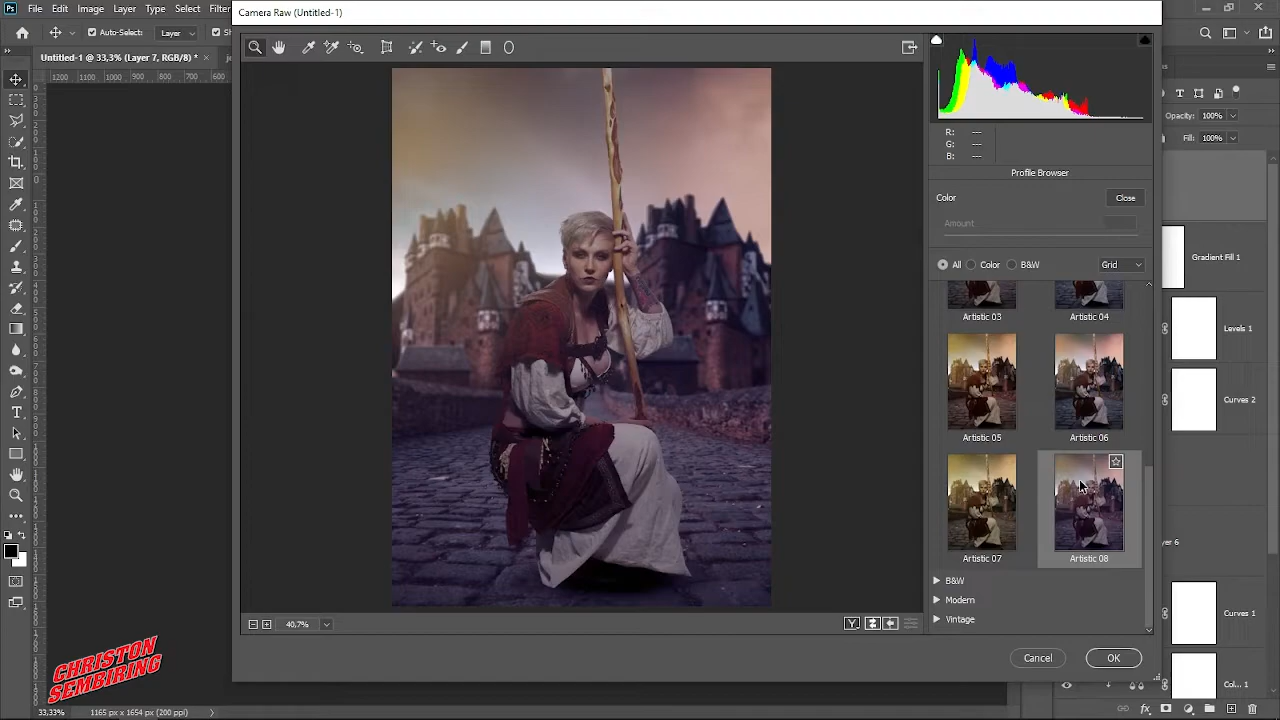 Ps File Edit Image Layer Type Select Filter
Camera Raw (Untitled-1)
Auto-Select: Layer
Untitled-1 @ 33,3% (Layer 7, RGB/8) *
1200 1100 1000 900 800 700 600
R: ---
G: ---
B: ---
Profile Browser
Color
Close
Amount
All Color B&W Grid
Artistic 03
Artistic 04
Artistic 05
Artistic 06
Artistic 07
Artistic 08
B&W
Modern
Vintage
40.7%
Y
Cancel
OK
Opacity: 100%
Fill: 100%
Gradient Fill 1
Levels 1
Curves 2
Curves 1
Col... 1
fx
CHRISTON
SEMBIRING
33,33% 1165 px x 1654 px (200 ppi)